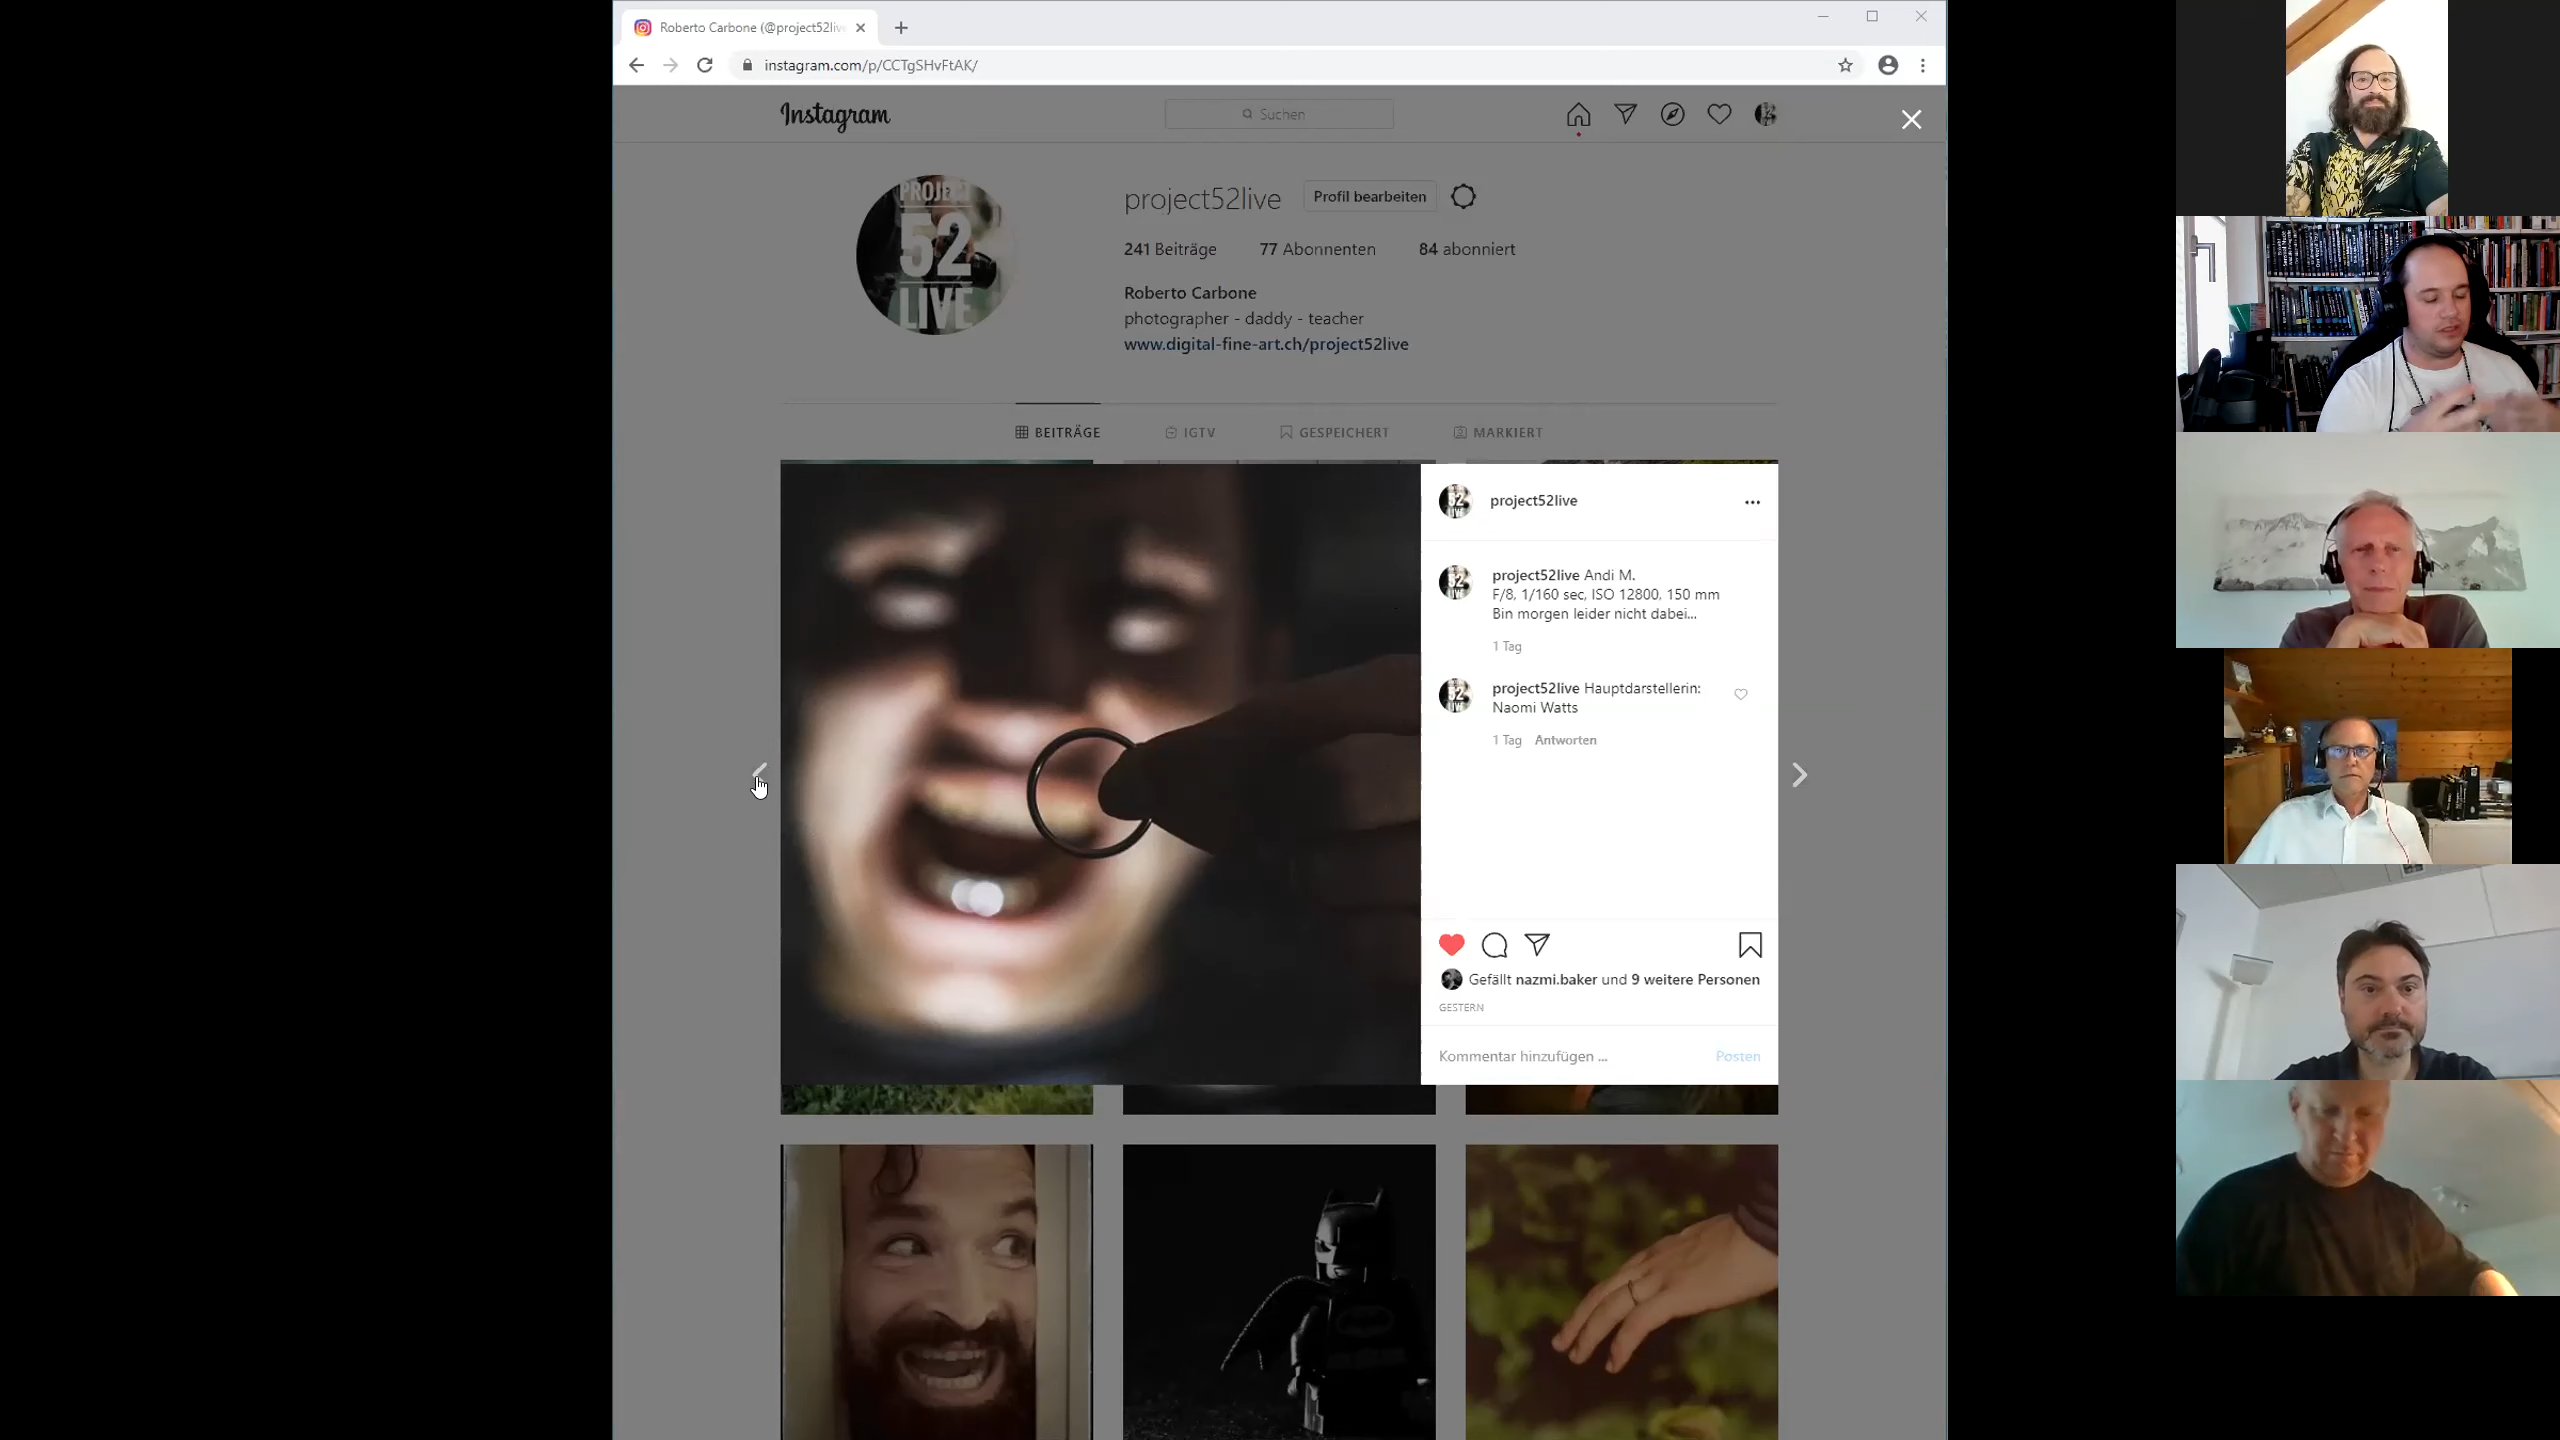 Roberto Carbone (@project52liv
instagram.com/p/CCTgSHvFtAK/
Instagram
Suchen
PROJECT
52
LIVE
project52live
Profil bearbeiten
241 Beiträge
77 Abonnenten
84 abonniert
Roberto Carbone
photographer - daddy - teacher
www.digital-fine-art.ch/project52live
BEITRÄGE
IGTV
GESPEICHERT
MARKIERT
project52live
project52live Andi M.
F/8, 1/160 sec, ISO 12800, 150 mm
Bin morgen leider nicht dabei...
1 Tag
project52live Hauptdarstellerin:
Naomi Watts
1 Tag
Antworten
Gefällt nazmi.baker und 9 weitere Personen
GESTERN
Kommentar hinzufügen ...
Posten